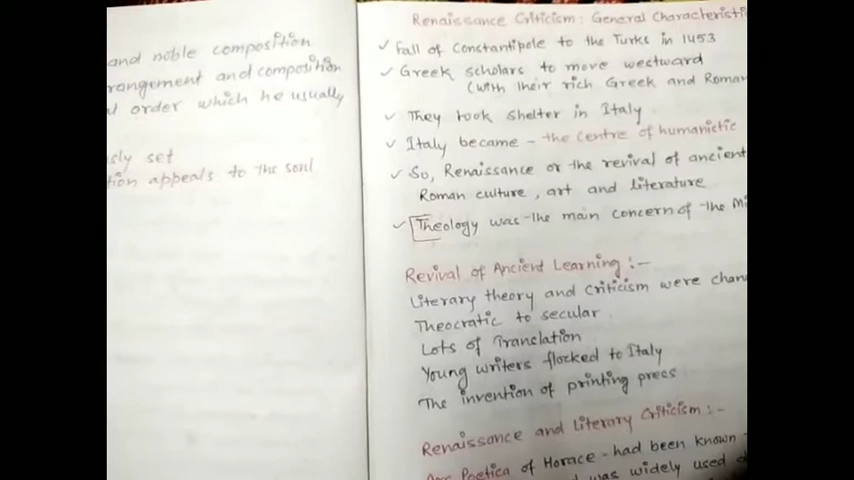 and noble composition
rangement and composition
order which he usually
set
appeals to the soul
Renaissance Criticism: General
✓ Fall of Constantipole to the Turks in 1453
✓ Greek scholars to move westward
(with their rich Greek and Roman
✓ They took shelter in Italy
✓ Italy became - the centre of humanistic
✓ So, Renaissance or the revival of ancient
Roman culture, art and literature
✓ Theology was the main concern of the
Revival of Ancient Learning :-
Literary theory and criticism were
Theocratic to secular
Lots of Translation
Young writers flocked to Italy
The invention of printing press
Renaissance and Literary Criticism :-
Poetica of Horace - had been known
was widely used